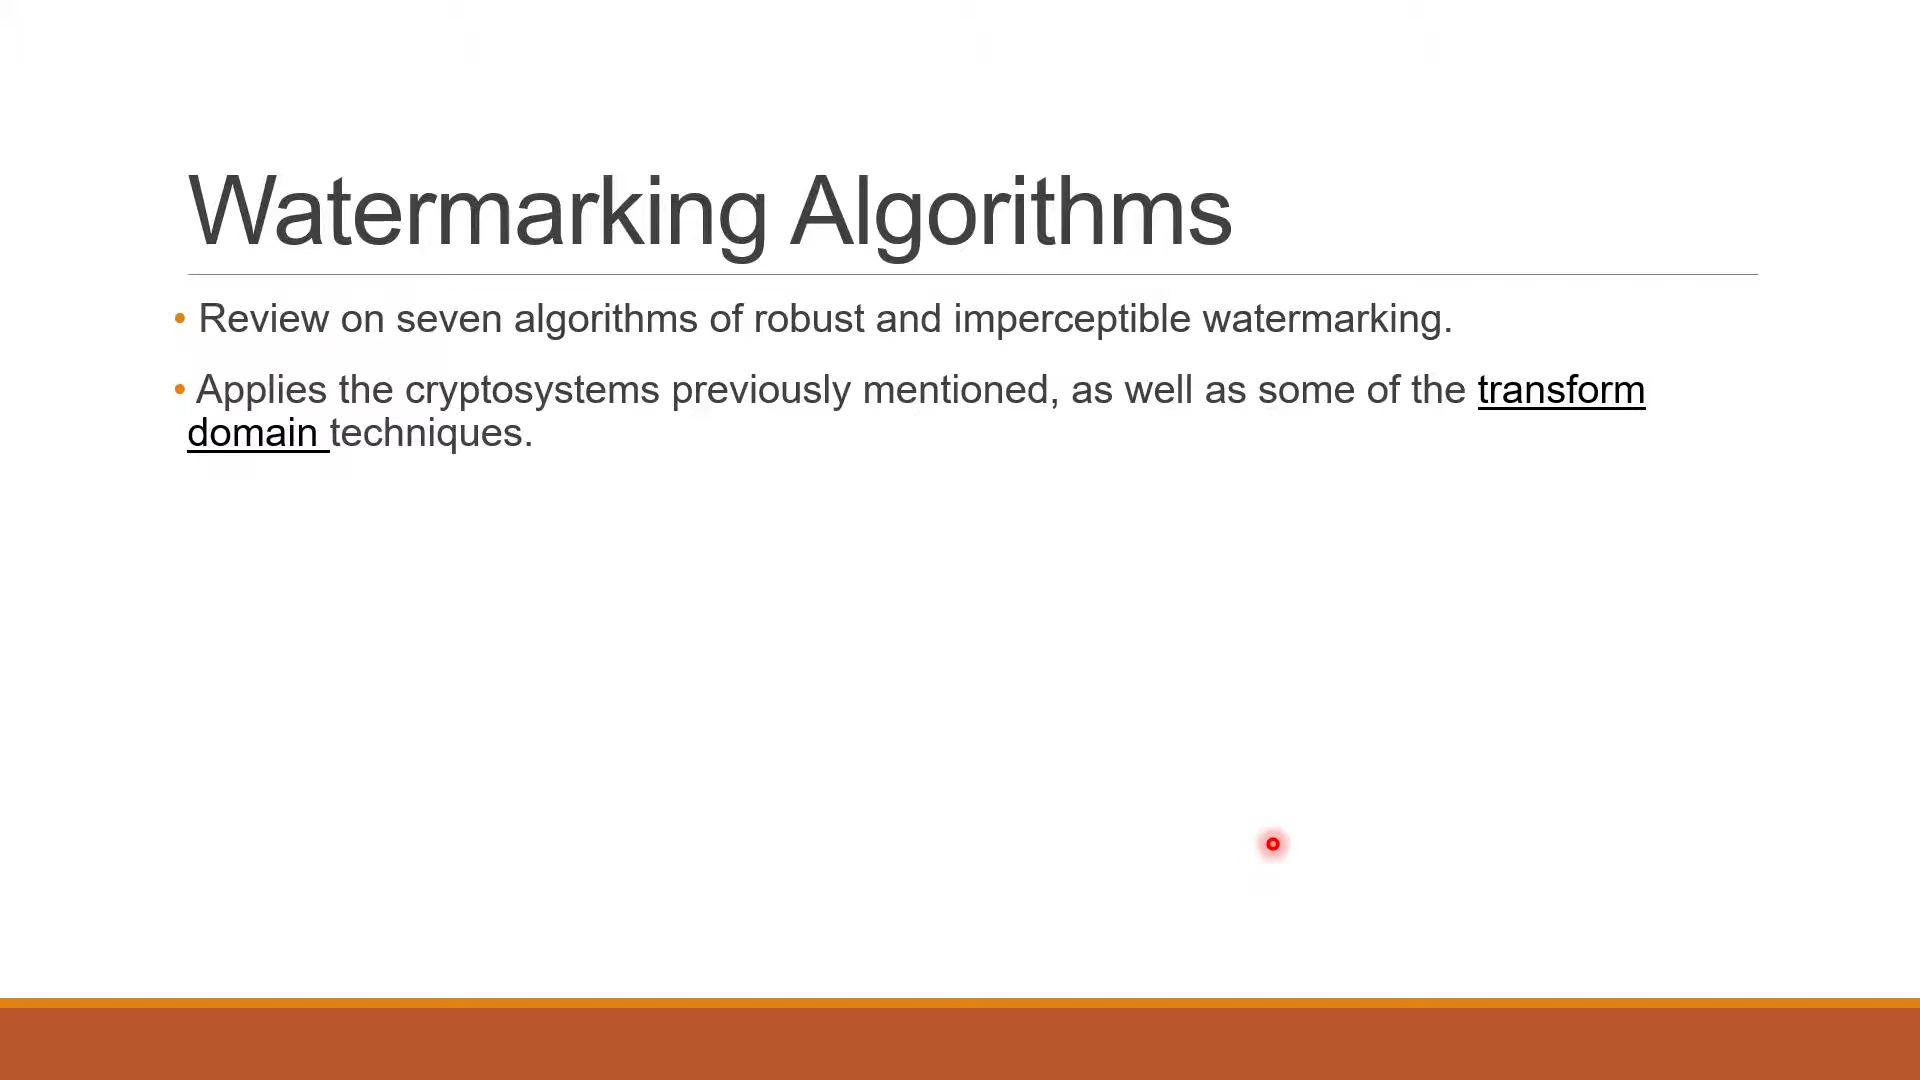 Watermarking Algorithms
• Review on seven algorithms of robust and imperceptible watermarking.
• Applies the cryptosystems previously mentioned, as well as some of the transform
domain techniques.